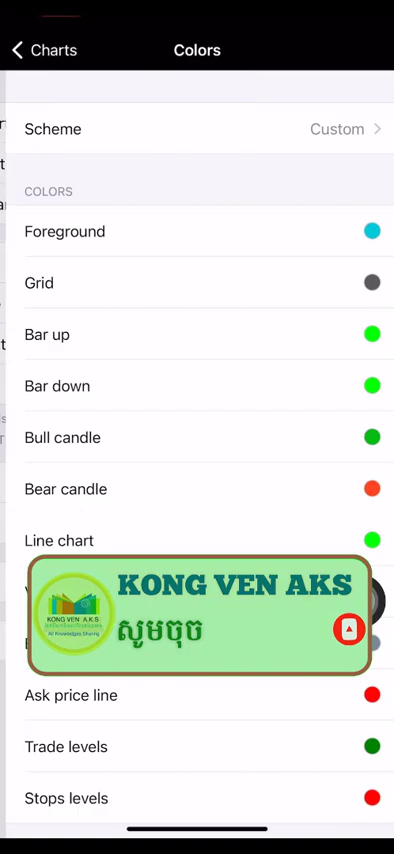 Charts
Colors
Scheme
Custom
COLORS
Foreground
Grid
Bar up
Bar down
Bull candle
Bear candle
Line chart
KONG VEN AKS
KONG VEN A.K.S
All Knowledges Sharing
សូមចុច
Ask price line
Trade levels
Stops levels